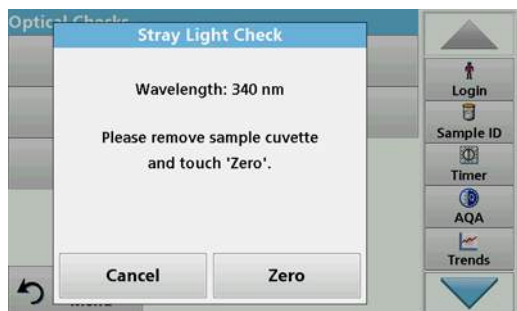 Stray Light Check
Wavelength: 340 nm
Please remove sample cuvette
and touch 'Zero'.
Cancel
Zero
Login
Sample ID
Timer
AQA
Trends